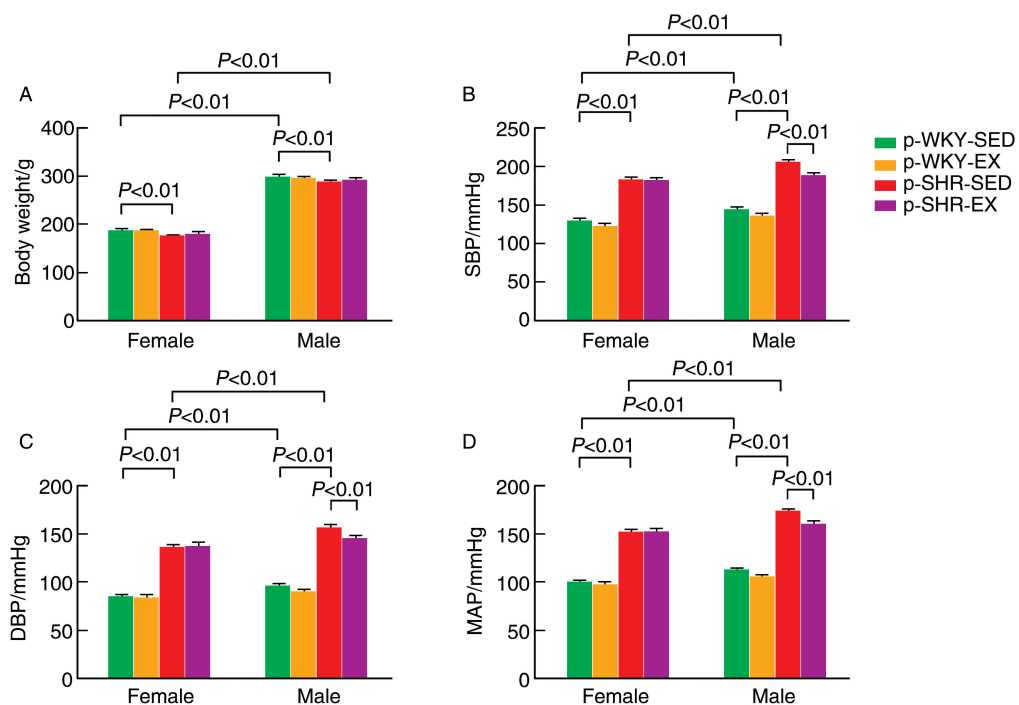 A
P<0.01
P<0.01
P<0.01
P<0.01
Body weight/g
400
300
200
100
0
Female
Male
B
P<0.01
P<0.01
P<0.01
P<0.01
P<0.01
SBP/mmHg
250
200
150
100
50
0
Female
Male
p-WKY-SED
p-WKY-EX
p-SHR-SED
p-SHR-EX
C
P<0.01
P<0.01
P<0.01
P<0.01
P<0.01
DBP/mmHg
200
150
100
50
0
Female
Male
D
P<0.01
P<0.01
P<0.01
P<0.01
P<0.01
MAP/mmHg
200
150
100
50
0
Female
Male